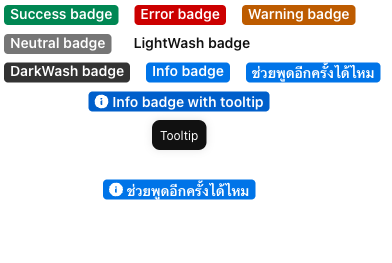 Success badge Error badge Warning badge
Neutral badge LightWash badge
DarkWash badge Info badge ช่วยพูดอีกครั้งได้ไหม
Info badge with tooltip
Tooltip
ช่วยพูดอีกครั้งได้ไหม